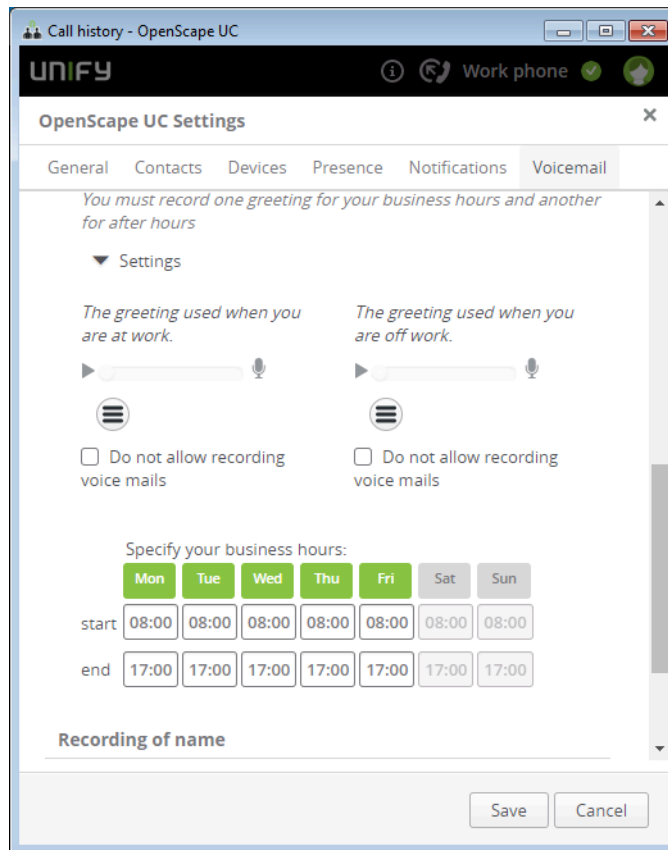 Call history - OpenScape UC
UNIFY
Work phone
OpenScape UC Settings
General Contacts Devices Presence Notifications Voicemail
You must record one greeting for your business hours and another
for after hours
Settings
The greeting used when you
are at work.
The greeting used when you
are off work.
Do not allow recording
voice mails
Do not allow recording
voice mails
Specify your business hours:
Mon Tue Wed Thu Fri Sat Sun
start 08:00 08:00 08:00 08:00 08:00 08:00 08:00
end 17:00 17:00 17:00 17:00 17:00 17:00 17:00
Recording of name
Save Cancel